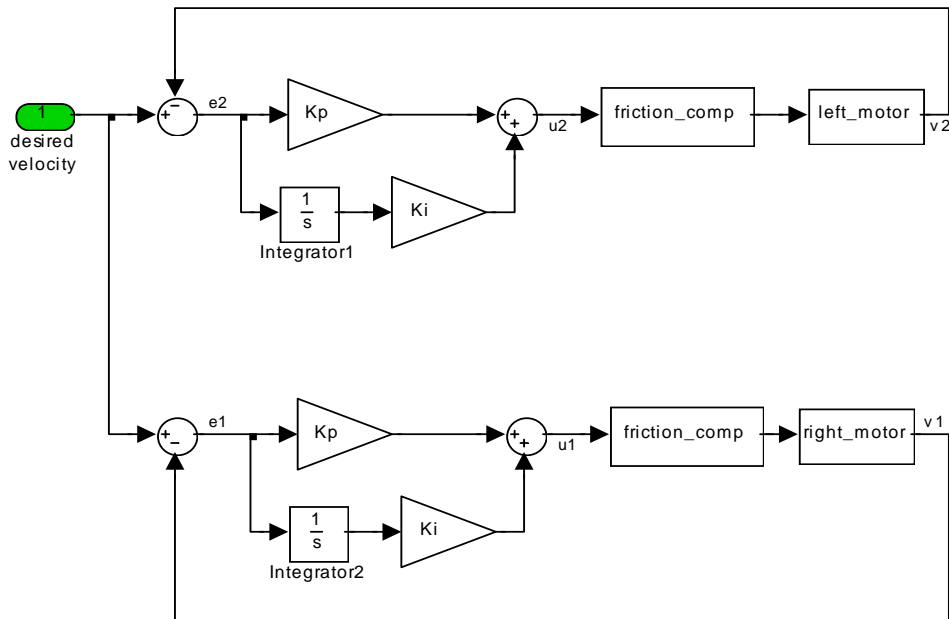 1
desired
velocity
+
−
e2
Kp
1
s
Integrator1
Ki
+
+
u2
friction_comp
left_motor
v2
+
−
e1
Kp
1
s
Integrator2
Ki
+
+
u1
friction_comp
right_motor
v1